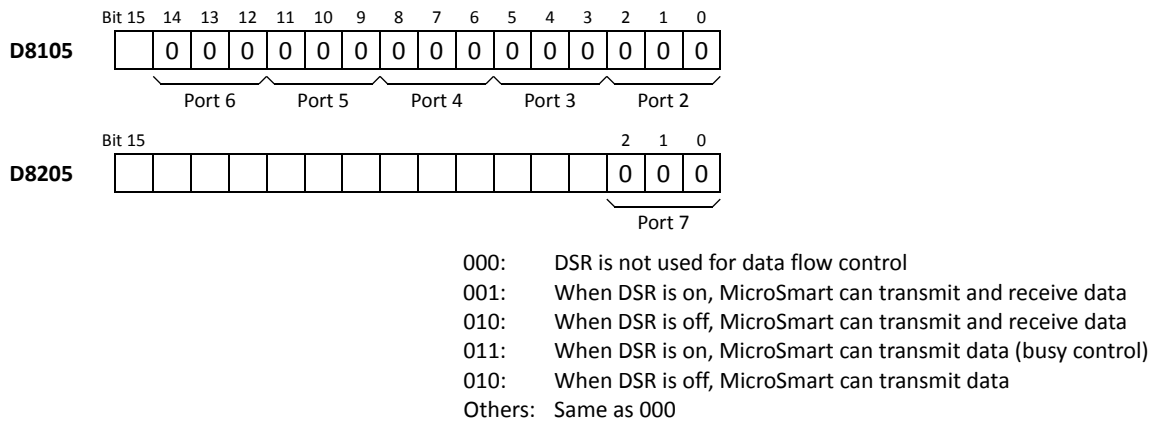 Bit 15 14 13 12 11 10 9 8 7 6 5 4 3 2 1 0
D8105 0 0 0 0 0 0 0 0 0 0 0 0 0 0 0
Port 6 Port 5 Port 4 Port 3 Port 2
Bit 15 2 1 0
D8205 0 0 0
Port 7
000: DSR is not used for data flow control
001: When DSR is on, MicroSmart can transmit and receive data
010: When DSR is off, MicroSmart can transmit and receive data
011: When DSR is on, MicroSmart can transmit data (busy control)
010: When DSR is off, MicroSmart can transmit data
Others: Same as 000